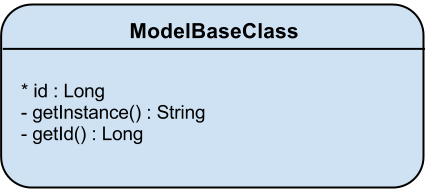 ModelBaseClass
* id : Long
- getInstance() : String
- getId() : Long